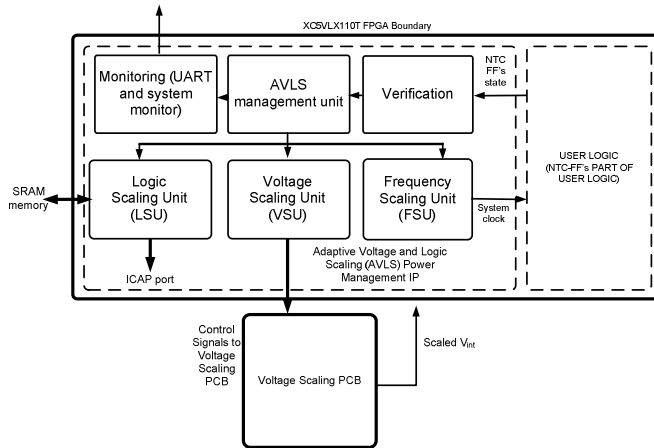 XC5VLX110T FPGA Boundary
Monitoring (UART
and system
monitor)
AVLS
management unit
Verification
NTC
FF's
state
USER LOGIC
(NTC-FF's PART OF
USER LOGIC)
SRAM
memory
Logic
Scaling Unit
(LSU)
Voltage
Scaling Unit
(VSU)
Frequency
Scaling Unit
(FSU)
System
clock
ICAP port
Adaptive Voltage and Logic
Scaling (AVLS) Power
Management IP
Control
Signals to
Voltage
Scaling
PCB
Voltage Scaling PCB
Scaled Vint